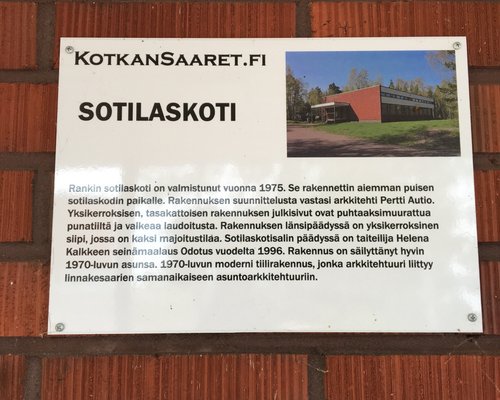 KOTKANSAARET.FI
SOTILASKOTI
Rankin sotilaskoti on valmistunut vuonna 1975. Se rakennettin aiemman puisen
sotilaskodin paikalle. Rakennuksen suunnittelusta vastasi arkkitehti Pertti Autio.
Yksikerroksisen, tasakattoisen rakennuksen julkisivut ovat puhtaaksimuurattua
punatiiltä ja valkeaa laudoitusta. Rakennuksen länsipäädyssä on yksikerroksinen
siipi, jossa on kaksi majoitustilaa. Sotilaskotisalin päädyssä on taiteilija Helena
Kalkkeen seinämaalaus Odotus vuodelta 1996. Rakennus on säilyttänyt hyvin
1970-luvun asunsa. 1970-luvun moderni tiilirakennus, jonka arkkitehtuuri liittyy
linnakesaarien samanaikaiseen asuntoarkkitehtuuriin.